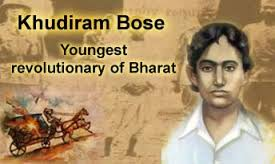 Khudiram Bose
Youngest
revolutionary of Bharat